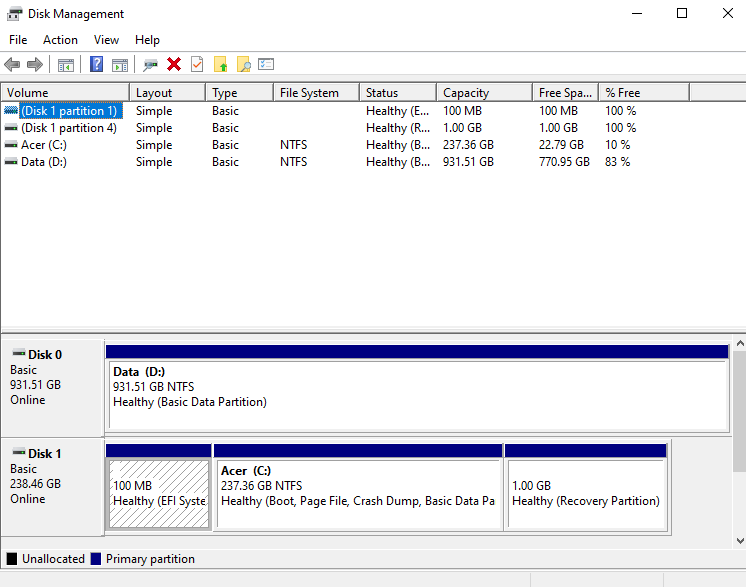 Disk Management
File Action View Help
Volume Layout Type File System Status Capacity Free Spa... % Free
(Disk 1 partition 1) Simple Basic Healthy (E... 100 MB 100 MB 100 %
(Disk 1 partition 4) Simple Basic Healthy (R... 1.00 GB 1.00 GB 100 %
Acer (C:) Simple Basic NTFS Healthy (B... 237.36 GB 22.79 GB 10 %
Data (D:) Simple Basic NTFS Healthy (B... 931.51 GB 770.95 GB 83 %
Disk 0
Basic
931.51 GB
Online
Data (D:)
931.51 GB NTFS
Healthy (Basic Data Partition)
Disk 1
Basic
238.46 GB
Online
100 MB
Healthy (EFI Syste
Acer (C:)
237.36 GB NTFS
Healthy (Boot, Page File, Crash Dump, Basic Data Pa
1.00 GB
Healthy (Recovery Partition)
Unallocated Primary partition